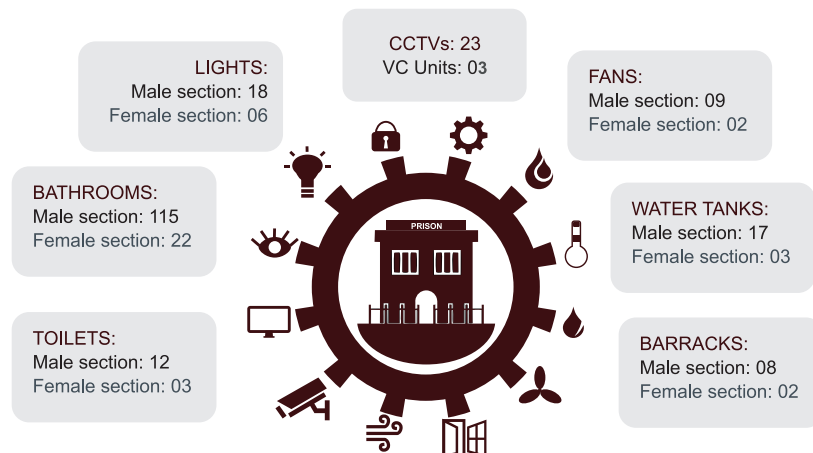 CCTVs: 23
VC Units: 03
LIGHTS:
Male section: 18
Female section: 06
FANS:
Male section: 09
Female section: 02
BATHROOMS:
Male section: 115
Female section: 22
WATER TANKS:
Male section: 17
Female section: 03
PRISON
TOILETS:
Male section: 12
Female section: 03
BARRACKS:
Male section: 08
Female section: 02